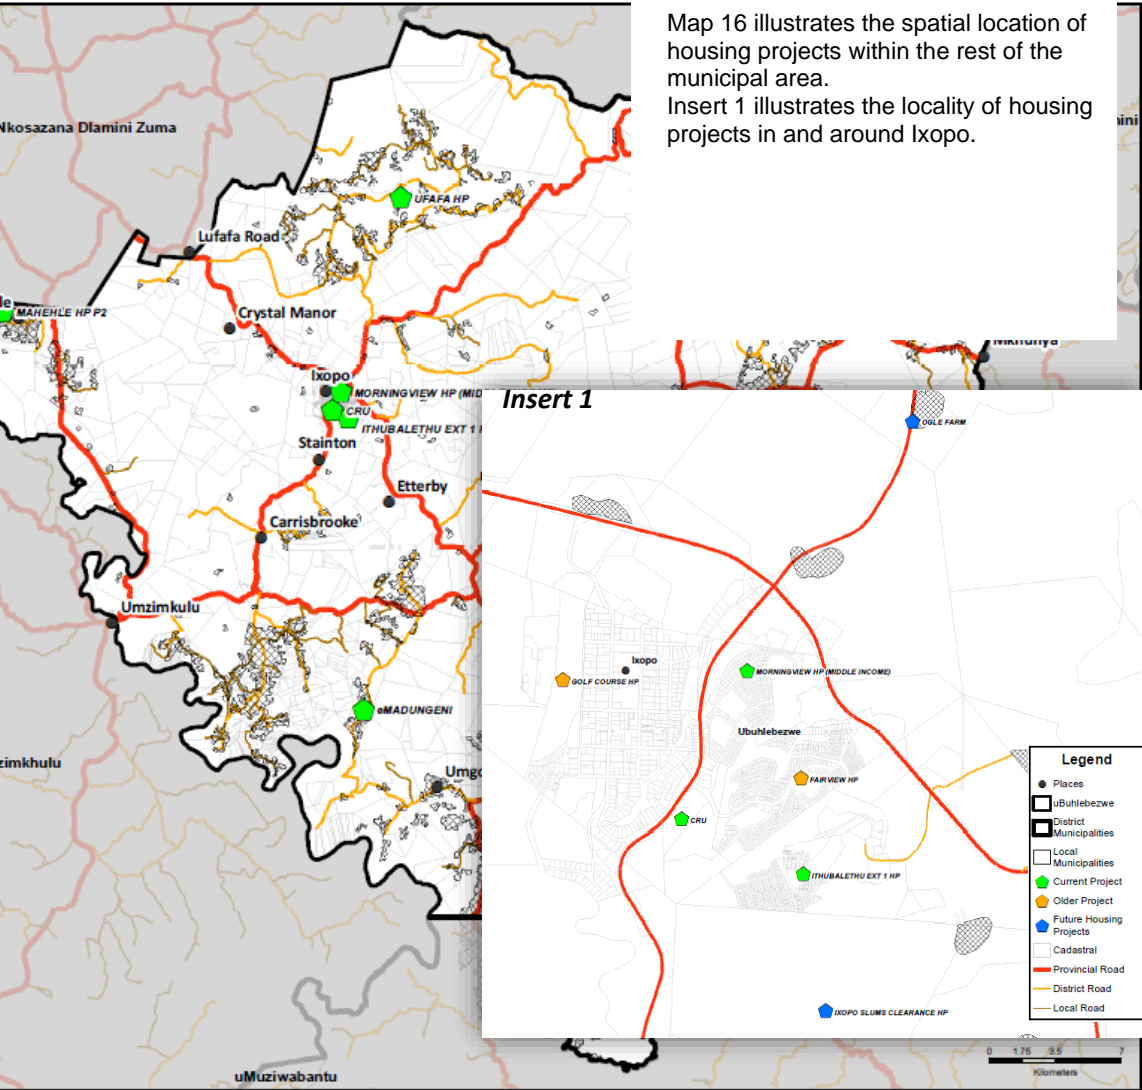 Map 16 illustrates the spatial location of
housing projects within the rest of the
municipal area.
Insert 1 illustrates the locality of housing
projects in and around Ixopo.
Nkosazana Dlamini Zuma
UFAFA HP
Lufafa Road
MAHEHLE HP P2
Crystal Manor
Ixopo
MORNINGVIEW HP (MID
CRU
ITHUBALETHU EXT 1
Stainton
Etterby
Carrisbrooke
Umzimkulu
eMADUNGENI
zimkhulu
Umgo
uMuziwabantu
Insert 1
OGLE FARM
Ixopo
GOLF COURSE HP
MORNINGVIEW HP (MIDDLE INCOME)
Ubuhlebezwe
FAIRVIEW HP
CRU
ITHUBALETHU EXT 1 HP
IXOPO SLUMS CLEARANCE HP
Legend
Places
uBuhlebezwe
District
Municipalities
Local
Municipalities
Current Project
Older Project
Future Housing
Projects
Cadastral
Provincial Road
District Road
Local Road
0 1.75 3.5 7
Kilometers